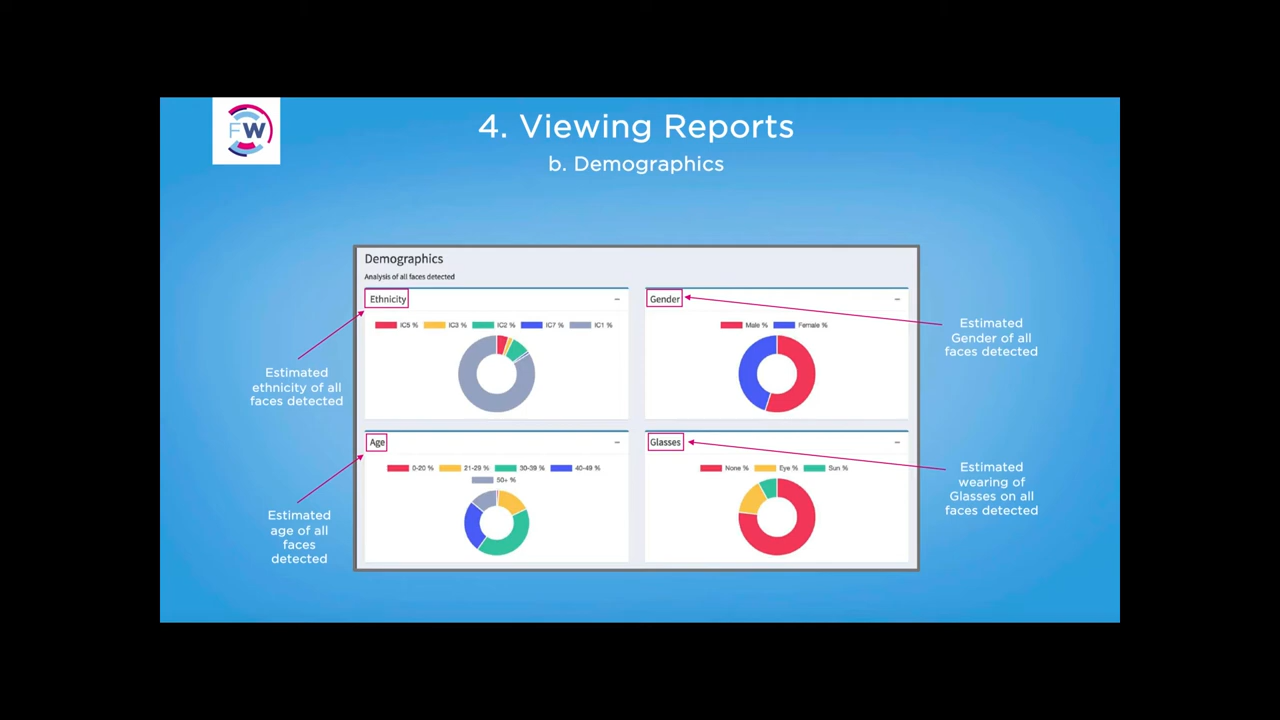 FW
4. Viewing Reports
b. Demographics
Demographics
Analysis of all faces detected
Ethnicity
IC5 %
IC3 %
IC2 %
IC7 %
IC1 %
Gender
Male %
Female %
Age
0-20 %
21-29 %
30-39 %
40-49 %
50+ %
Glasses
None %
Eye %
Sun %
Estimated
ethnicity of all
faces detected
Estimated
age of all
faces
detected
Estimated
Gender of all
faces detected
Estimated
wearing of
Glasses on all
faces detected